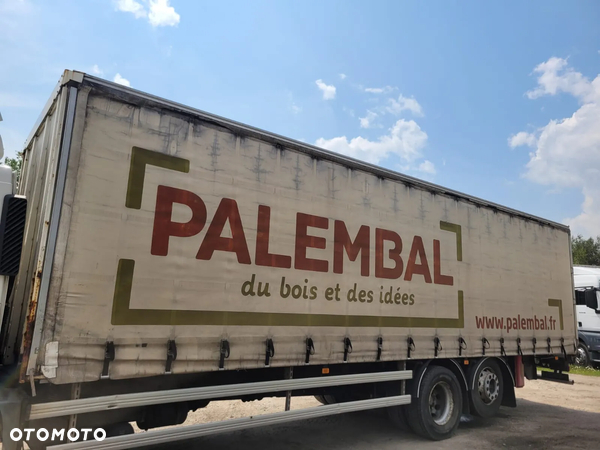 PALEMBAL
du bois et des idées
www.palembal.fr
OTOMOTO